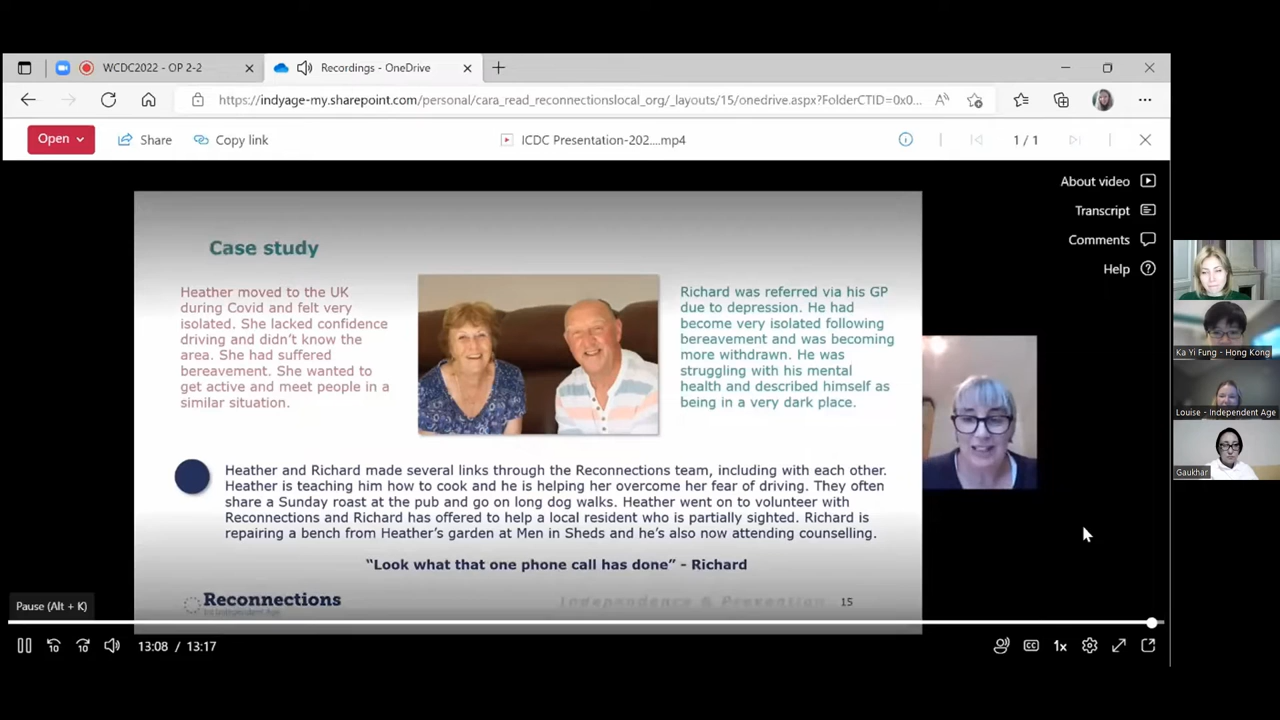 WCDC2022 - OP 2-2
Recordings - OneDrive
https://indyage-my.sharepoint.com/personal/cara_read_reconnectionslocal_org/_layouts/15/onedrive.aspx?FolderCTID=0x0...
Open
Share
Copy link
ICDC Presentation-202....mp4
1 / 1
About video
Transcript
Comments
Help
Case study
Heather moved to the UK
during Covid and felt very
isolated. She lacked confidence
driving and didn't know the
area. She had suffered
bereavement. She wanted to
get active and meet people in a
similar situation.
Richard was referred via his GP
due to depression. He had
become very isolated following
bereavement and was becoming
more withdrawn. He was
struggling with his mental
health and described himself as
being in a very dark place.
Heather and Richard made several links through the Reconnections team, including with each other.
Heather is teaching him how to cook and he is helping her overcome her fear of driving. They often
share a Sunday roast at the pub and go on long dog walks. Heather went on to volunteer with
Reconnections and Richard has offered to help a local resident who is partially sighted. Richard is
repairing a bench from Heather's garden at Men in Sheds and he's also now attending counselling.
"Look what that one phone call has done" - Richard
Reconnections
Independent Age
Independence & Prevention
15
Pause (Alt + K)
13:08 / 13:17
10
10
1x
Ka Yi Fung - Hong Kong
Louise - Independent Age
Gaukhar